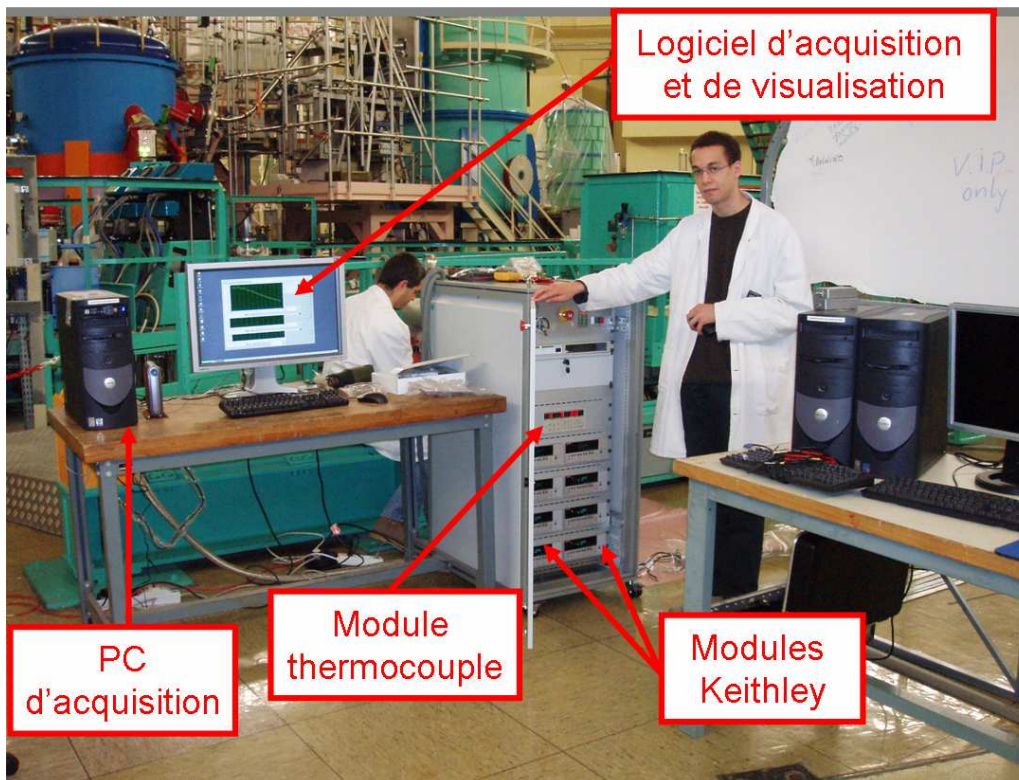 Logiciel d'acquisition
et de visualisation
V.i.P.
only
Module
thermocouple
Modules
Keithley
PC
d'acquisition